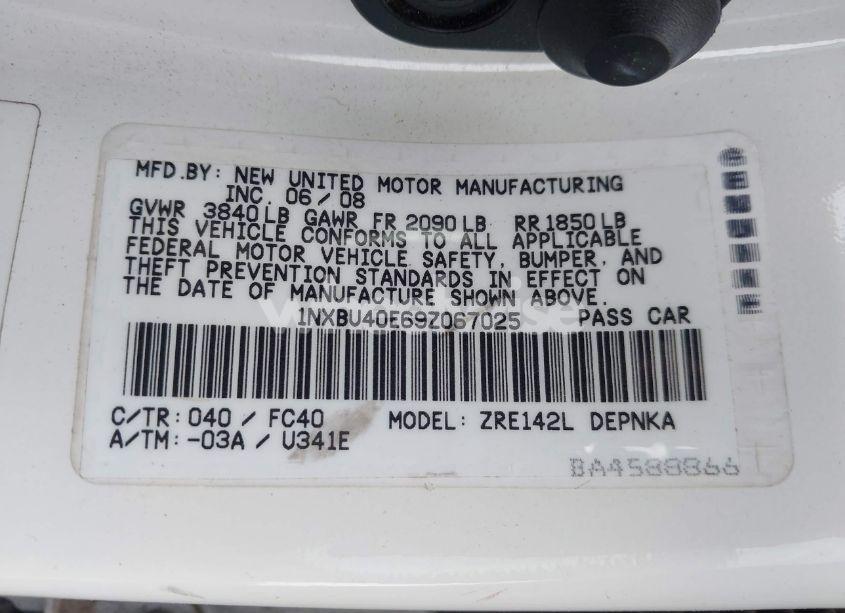 MFD.BY: NEW UNITED MOTOR MANUFACTURING
INC. 06/08
GVWR 3840LB GAWR FR 2090LB RR 1850LB
THIS VEHICLE CONFORMS TO ALL APPLICABLE
FEDERAL MOTOR VEHICLE SAFETY, BUMPER, AND
THEFT PREVENTION STANDARDS IN EFFECT ON
THE DATE OF MANUFACTURE SHOWN ABOVE.
1NXBU40E69Z067025 PASS CAR
C/TR: 040 / FC40 MODEL: ZRE142L DEPNKA
A/TM: -03A / U341E
BA4588866